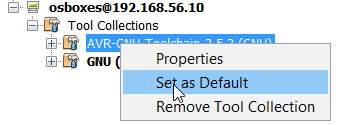 osboxes@192.168.56.10
Tool Collections
AVR-GNU Toolchain 3.5.3 (GNU)
GNU (
Properties
Set as Default
Remove Tool Collection